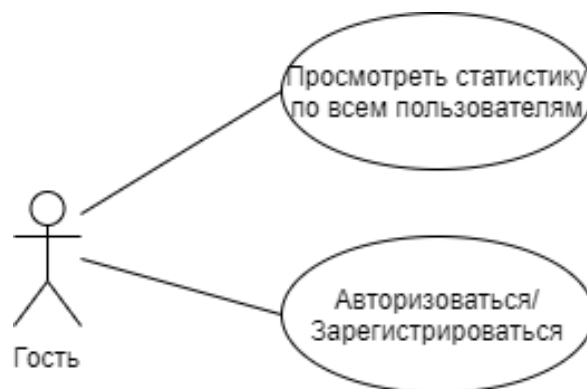 Просмотреть статистику
по всем пользователям
Авторизоваться/
Зарегистрироваться
Гость